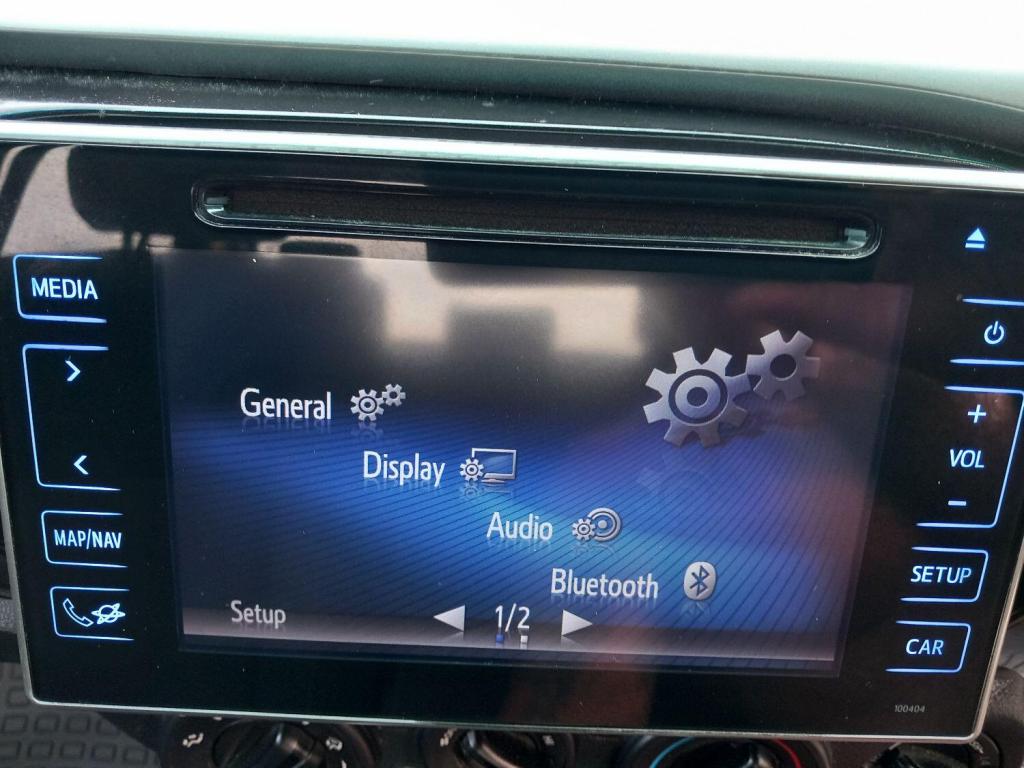 MEDIA
MAP/NAV
General
Display
Audio
Bluetooth
Setup
1/2
+
VOL
-
SETUP
CAR
100404